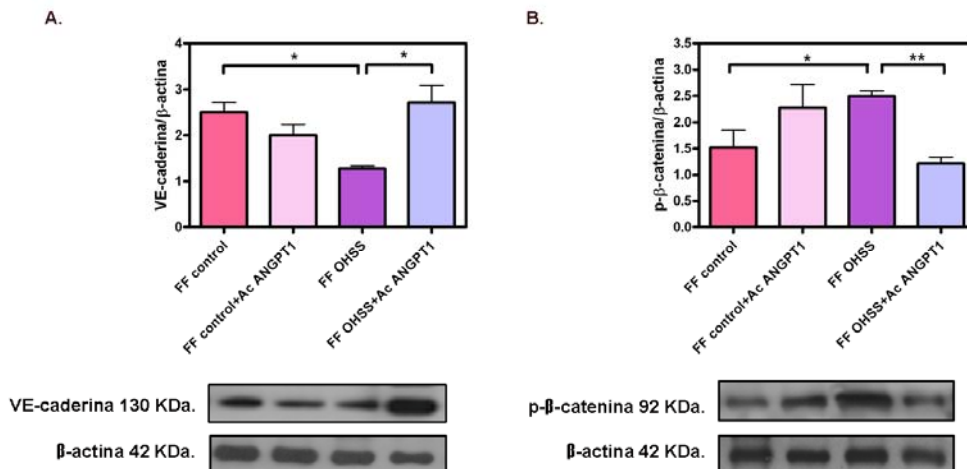 A.
VE-caderina/β-actina
4
3
2
1
0
*
*
FF control
FF control+Ac ANGPT1
FF OHSS
FF OHSS+Ac ANGPT1
VE-caderina 130 KDa.
β-actina 42 KDa.
B.
p-β-catenina/β-actina
3.5
3.0
2.5
2.0
1.5
1.0
0.5
0.0
*
**
FF control
FF control+Ac ANGPT1
FF OHSS
FF OHSS+Ac ANGPT1
p-β-catenina 92 KDa.
β-actina 42 KDa.